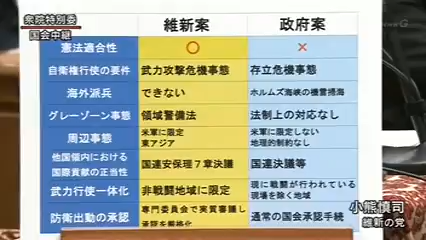 衆院特別委
国会中継
維新案
政府案
憲法適合性
○
×
自衛権行使の要件
武力攻撃危機事態
存立危機事態
海外派兵
できない
ホルムズ海峡の機雷掃海
グレーゾーン事態
領域警備法
法制上の対応なし
周辺事態
米軍に限定
東アジア
米軍に限定しない
地理的制約なし
他国領内における
国際貢献の正当性
国連安保理7章決議
国連決議等
武力行使一体化
非戦闘地域に限定
現に戦闘が行われている
現場を除く地域
防衛出動の承認
専門委員会で実質審議し
承認を厳格化
通常の国会承認手続
小熊慎司
維新の党